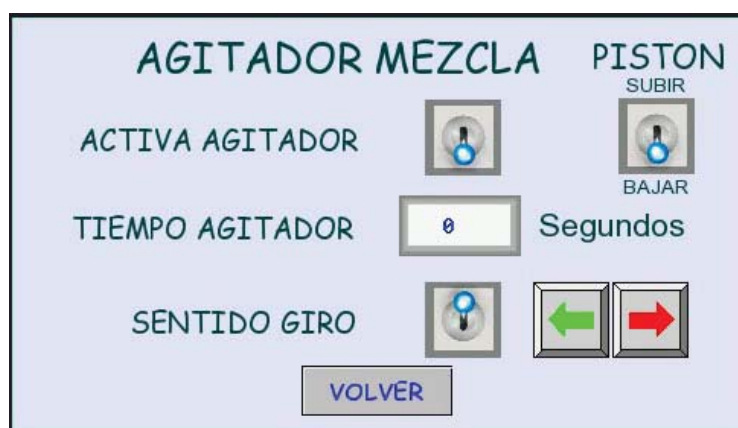 AGITADOR MEZCLA
PISTON
SUBIR
ACTIVA AGITADOR
BAJAR
TIEMPO AGITADOR
0
Segundos
SENTIDO GIRO
VOLVER